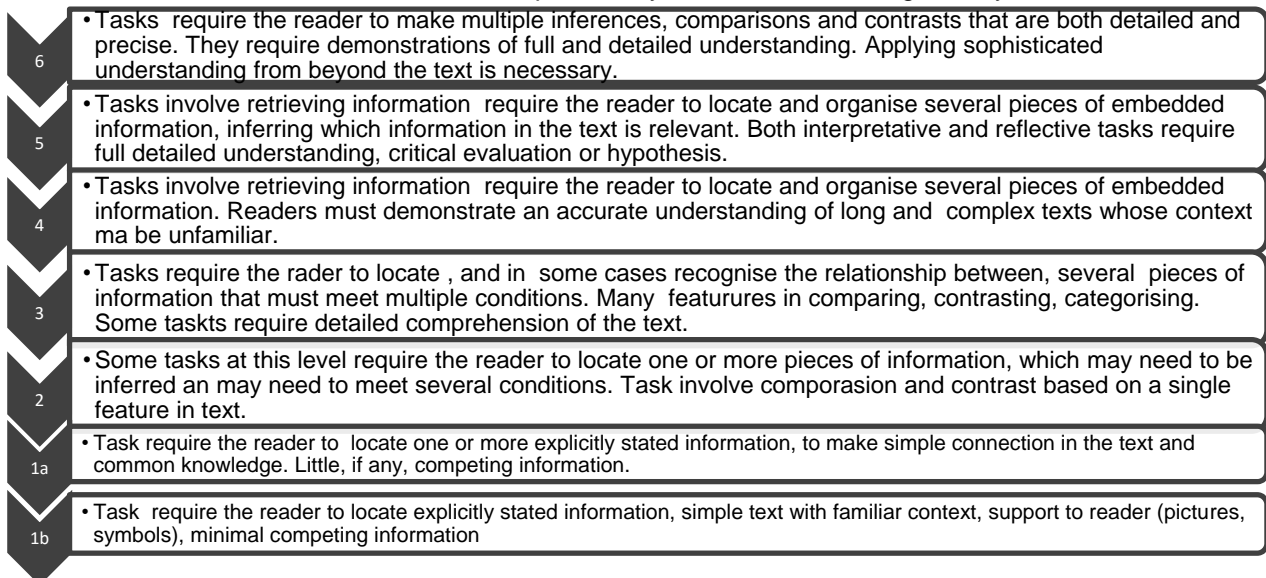 6
•Tasks require the reader to make multiple inferences, comparisons and contrasts that are both detailed and
precise. They require demonstrations of full and detailed understanding. Applying sophisticated
understanding from beyond the text is necessary.
5
•Tasks involve retrieving information require the reader to locate and organise several pieces of embedded
information, inferring which information in the text is relevant. Both interpretative and reflective tasks require
full detailed understanding, critical evaluation or hypothesis.
4
•Tasks involve retrieving information require the reader to locate and organise several pieces of embedded
information. Readers must demonstrate an accurate understanding of long and complex texts whose context
ma be unfamiliar.
3
•Tasks require the rader to locate , and in some cases recognise the relationship between, several pieces of
information that must meet multiple conditions. Many featurures in comparing, contrasting, categorising.
Some taskts require detailed comprehension of the text.
2
•Some tasks at this level require the reader to locate one or more pieces of information, which may need to be
inferred an may need to meet several conditions. Task involve comporasion and contrast based on a single
feature in text.
1a
•Task require the reader to locate one or more explicitly stated information, to make simple connection in the text and
common knowledge. Little, if any, competing information.
1b
•Task require the reader to locate explicitly stated information, simple text with familiar context, support to reader (pictures,
symbols), minimal competing information